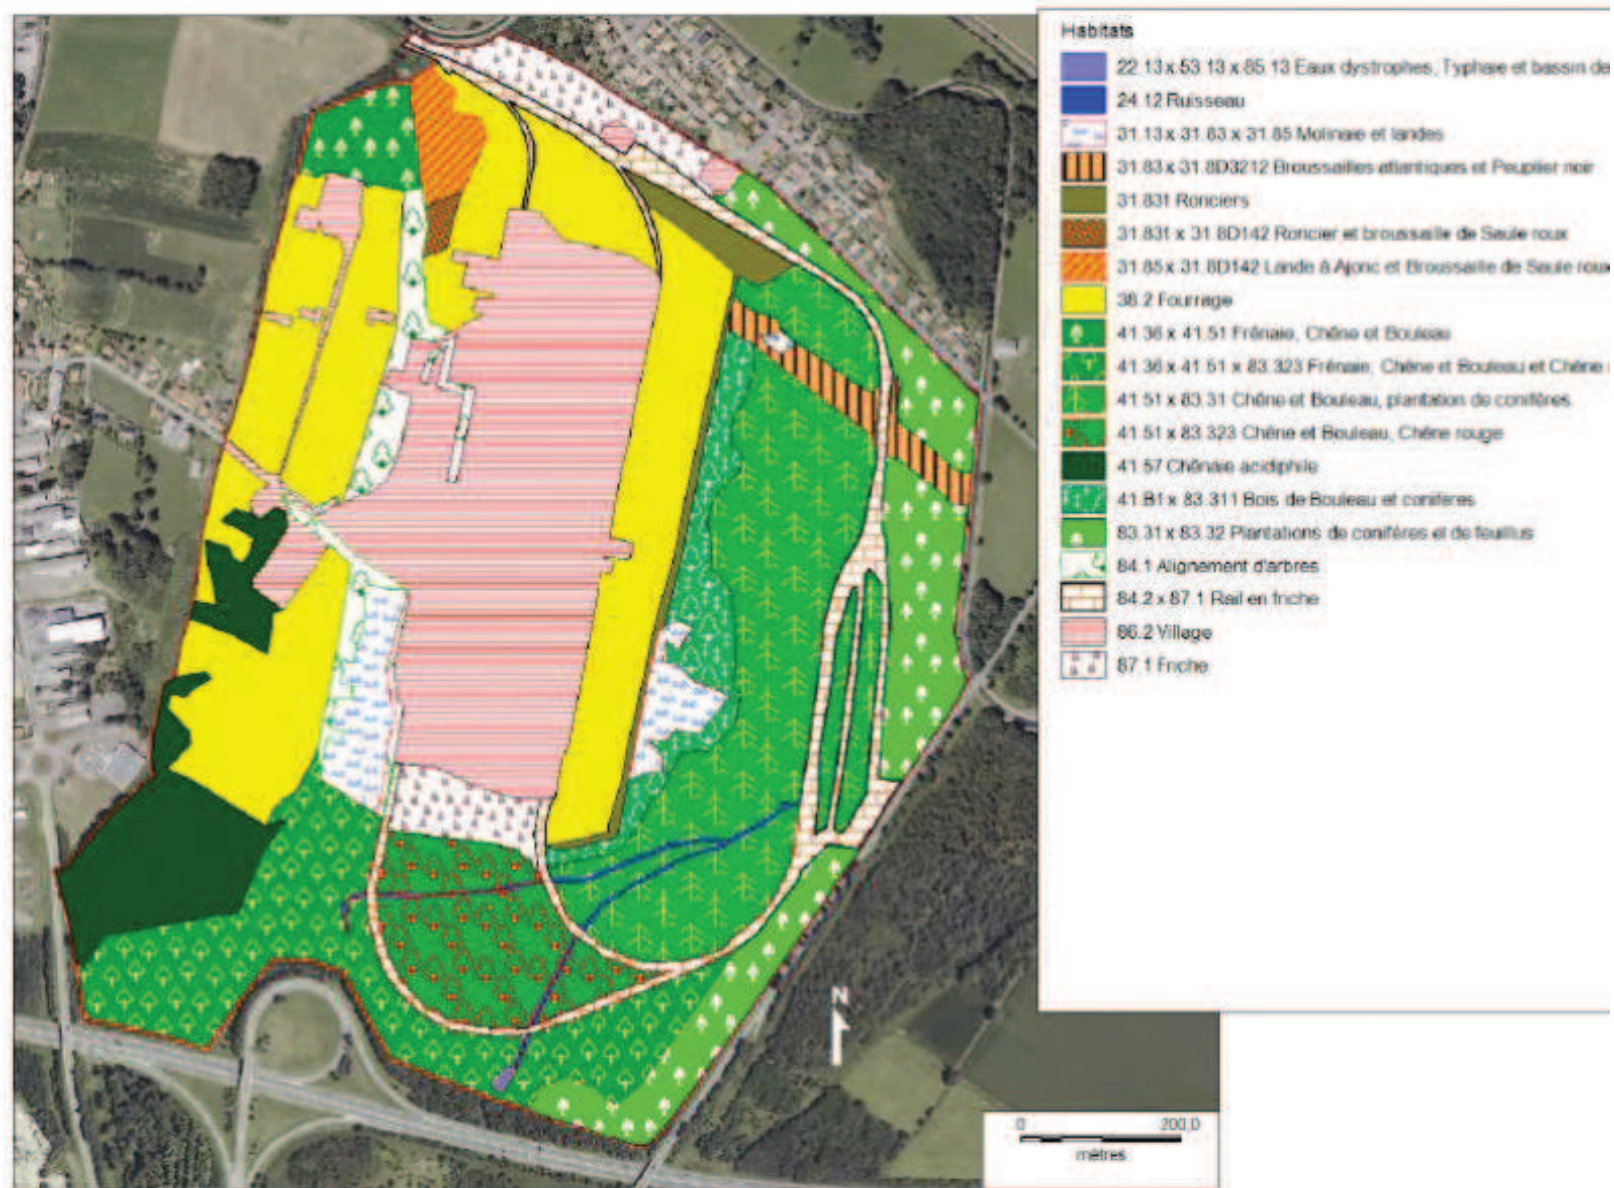 Habitats
22.13 x 53.13 x 85.13 Eaux dystrophes, Typhaie et bassin de
24.12 Ruisseau
31.13 x 31.83 x 31.85 Molinaie et landes
31.83 x 31.8D3212 Broussailles atlantiques et Peuplier noir
31.831 Ronciers
31.831 x 31.8D142 Roncier et broussaille de Saule roux
31.85 x 31.8D142 Lande à Ajonc et Broussaille de Saule roux
38.2 Fourrage
41.36 x 41.51 Frênaie, Chêne et Bouleau
41.36 x 41.51 x 83.323 Frênaie, Chêne et Bouleau et Chêne
41.51 x 83.31 Chêne et Bouleau, plantation de conifères
41.51 x 83.323 Chêne et Bouleau, Chêne rouge
41.57 Chênaie acidiphile
41.B1 x 83.311 Bois de Bouleau et conifères
83.31 x 83.32 Plantations de conifères et de feuillus
84.1 Alignement d'arbres
84.2 x 87.1 Rail en friche
86.2 Village
87.1 Friche
N
0 200,0
mètres